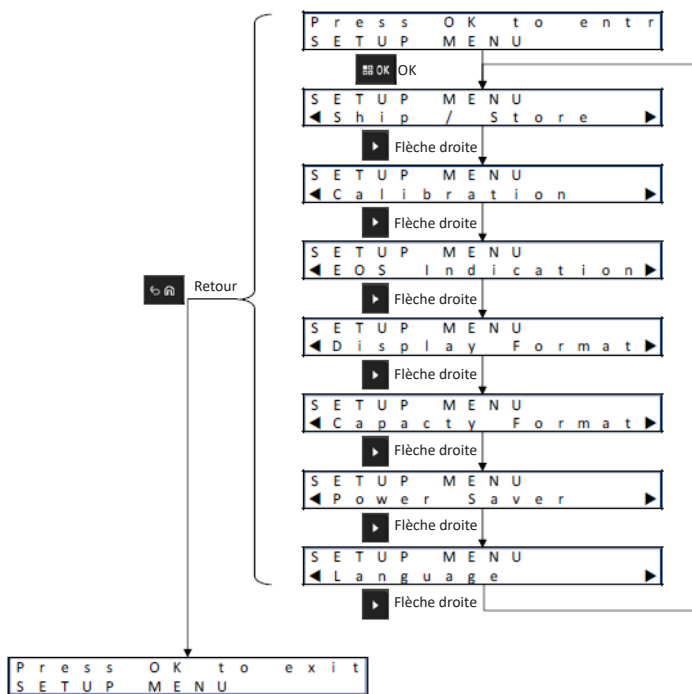 Press OK to entr
SETUP MENU
OK OK
SETUP MENU
◀Ship / Store ▶
Flèche droite
SETUP MENU
◀Calibration ▶
Flèche droite
SETUP MENU
◀EOS Indication▶
Retour
Flèche droite
SETUP MENU
◀Display Format▶
Flèche droite
SETUP MENU
◀Capacty Format▶
Flèche droite
SETUP MENU
◀Power Saver ▶
Flèche droite
SETUP MENU
◀Language ▶
Flèche droite
Press OK to exit
SETUP MENU